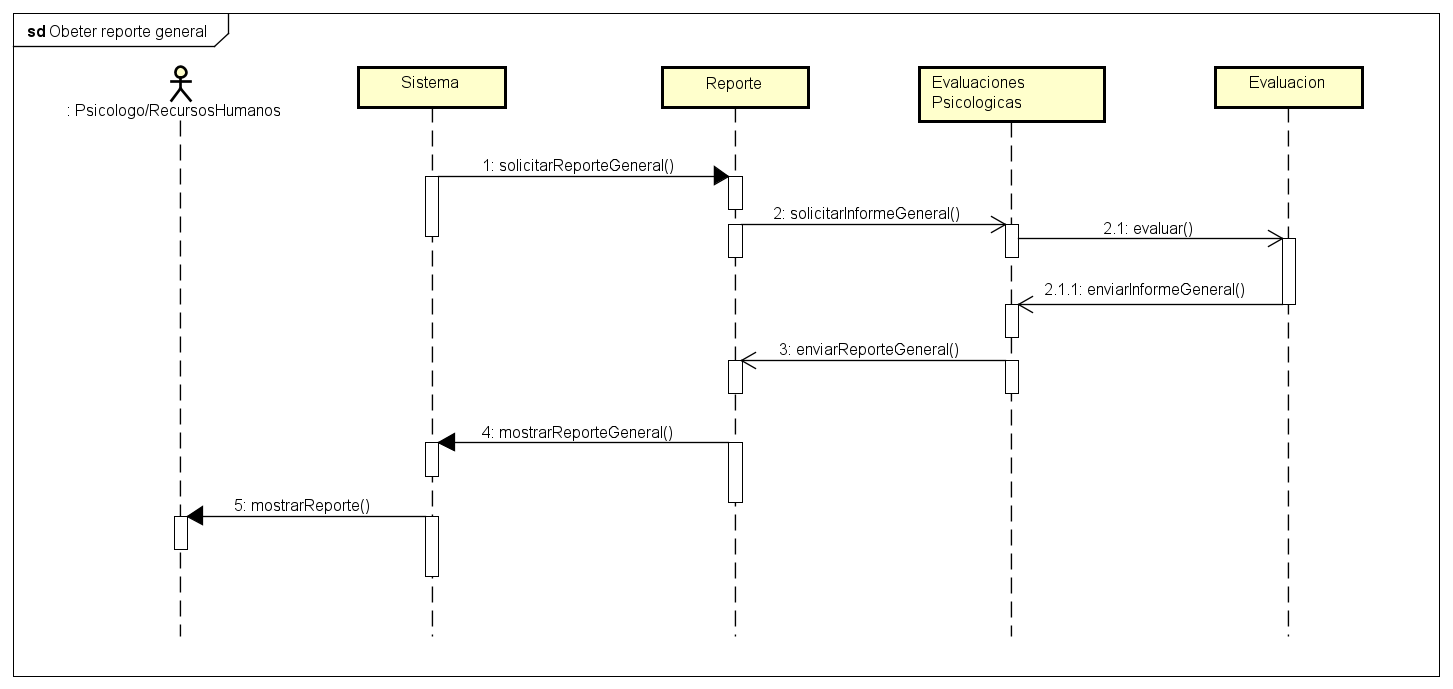 sd Obeter reporte general
: Psicologo/RecursosHumanos
Sistema
Reporte
Evaluaciones
Psicologicas
Evaluacion
1: solicitarReporteGeneral()
2: solicitarInformeGeneral()
2.1: evaluar()
2.1.1: enviarInformeGeneral()
3: enviarReporteGeneral()
4: mostrarReporteGeneral()
5: mostrarReporte()